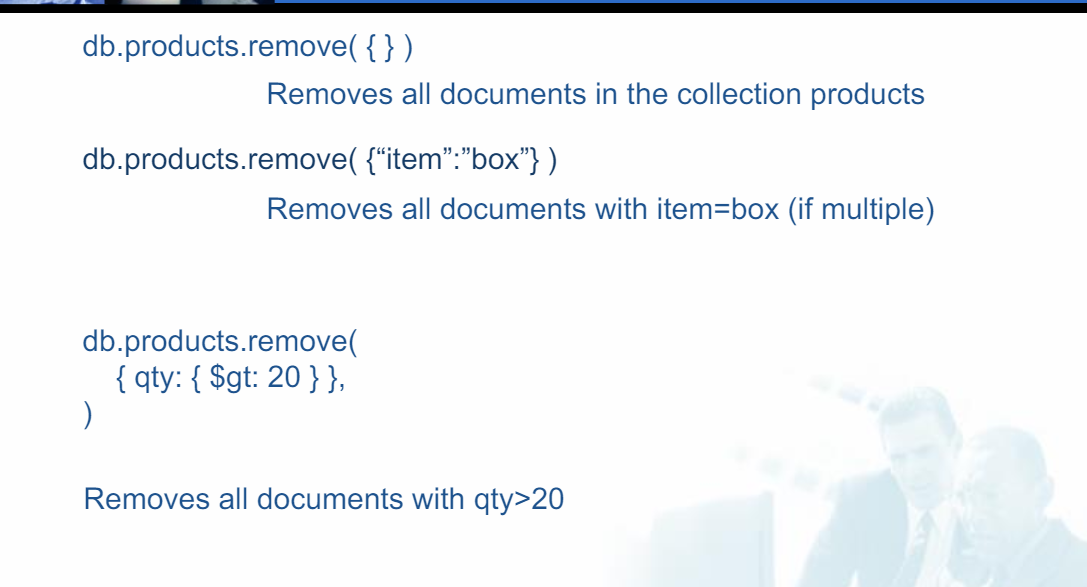 db.products.remove( { } )
Removes all documents in the collection products
db.products.remove( {“item”:”box”} )
Removes all documents with item=box (if multiple)
db.products.remove(
{ qty: { $gt: 20 } },
)
Removes all documents with qty>20